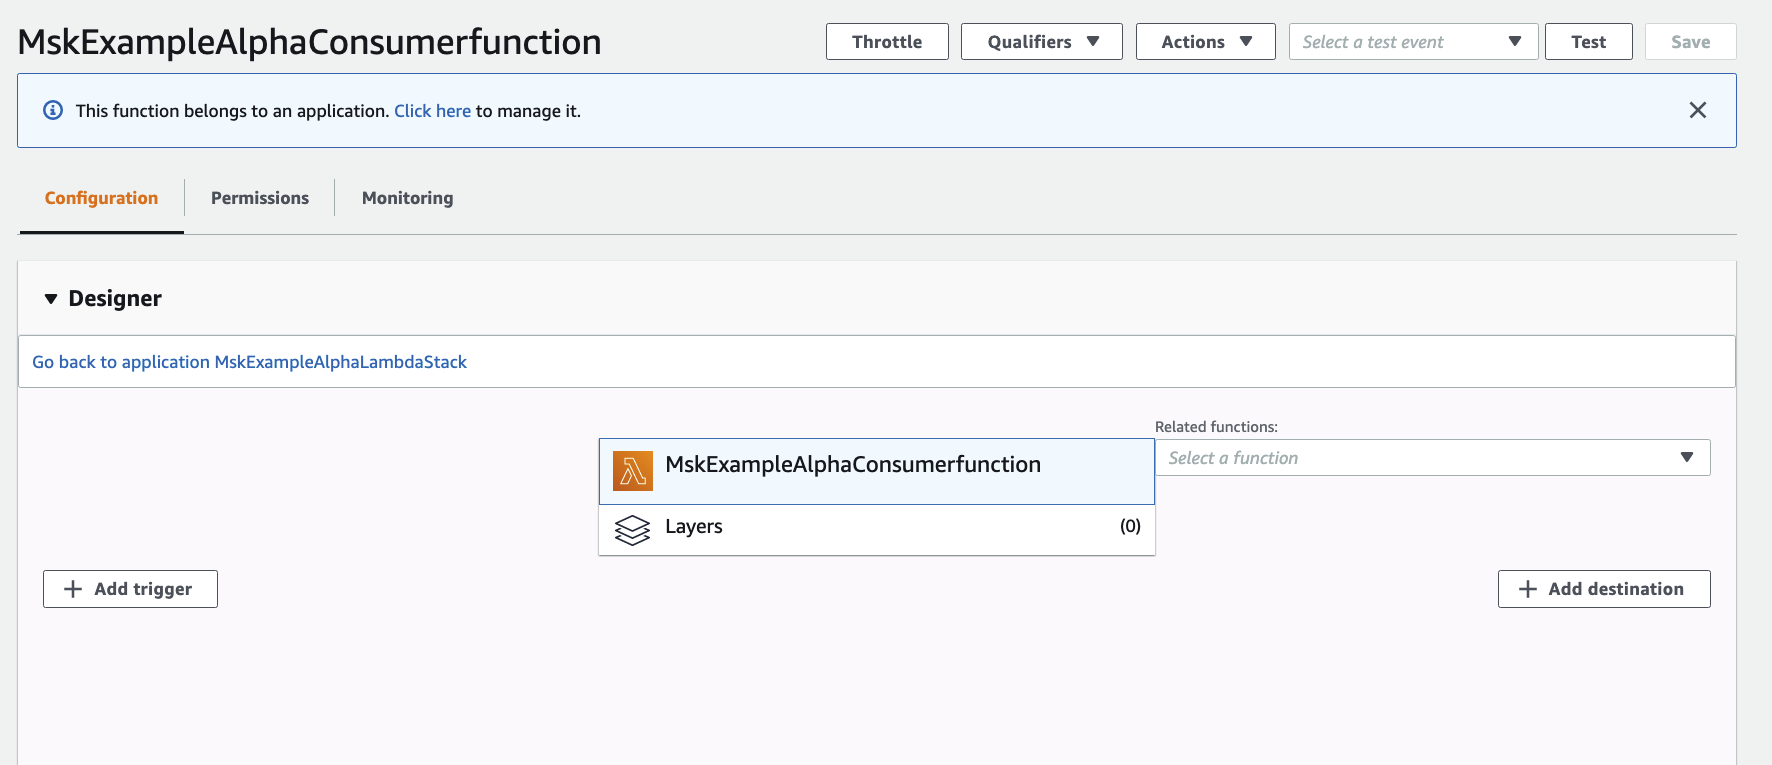 MskExampleAlphaConsumerfunction
Throttle
Qualifiers
Actions
Select a test event
Test
Save
This function belongs to an application. Click here to manage it.
Configuration
Permissions
Monitoring
Designer
Go back to application MskExampleAlphaLambdaStack
Related functions:
MskExampleAlphaConsumerfunction
Select a function
Layers
(0)
Add trigger
Add destination